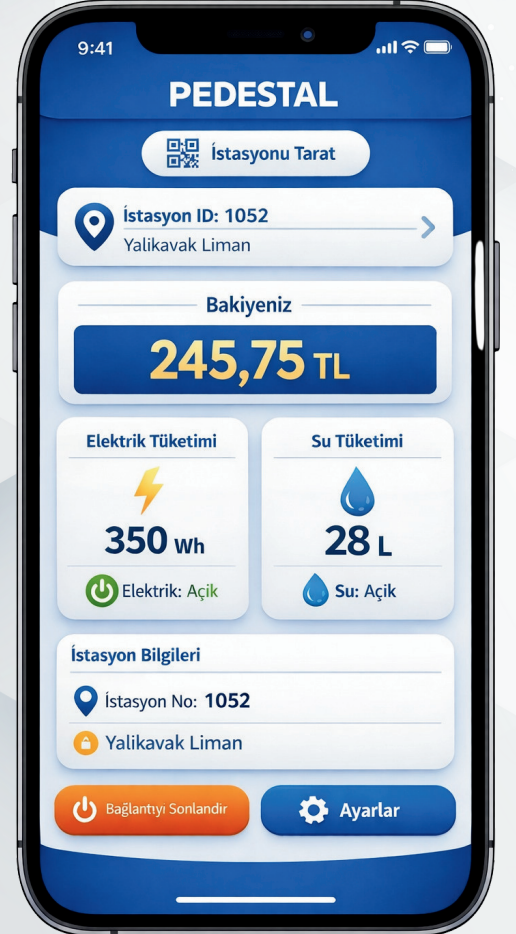 9:41
PEDESTAL
İstasyonu Tarat
İstasyon ID: 1052
Yalikavak Liman
Bakiyeniz
245,75 TL
Elektrik Tüketimi
350 Wh
Elektrik: Açik
Su Tüketimi
28 L
Su: Açik
İstasyon Bilgileri
İstasyon No: 1052
Yalikavak Liman
Bağlantıyı Sonlandır
Ayarlar